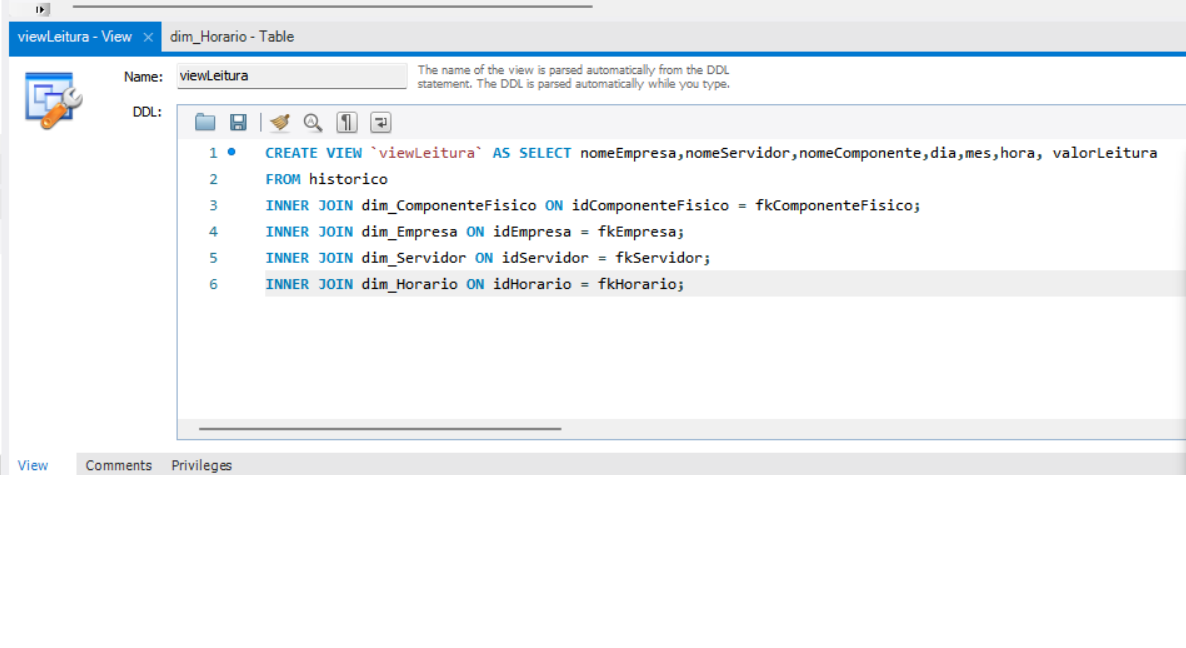 viewLeitura - View × dim_Horario - Table
Name: viewLeitura
The name of the view is parsed automatically from the DDL
statement. The DDL is parsed automatically while you type.
DDL:
1 CREATE VIEW `viewLeitura` AS SELECT nomeEmpresa,nomeServidor,nomeComponente,dia,mes,hora, valorLeitura
2 FROM historico
3 INNER JOIN dim_ComponenteFisico ON idComponenteFisico = fkComponenteFisico;
4 INNER JOIN dim_Empresa ON idEmpresa = fkEmpresa;
5 INNER JOIN dim_Servidor ON idServidor = fkServidor;
6 INNER JOIN dim_Horario ON idHorario = fkHorario;
View Comments Privileges